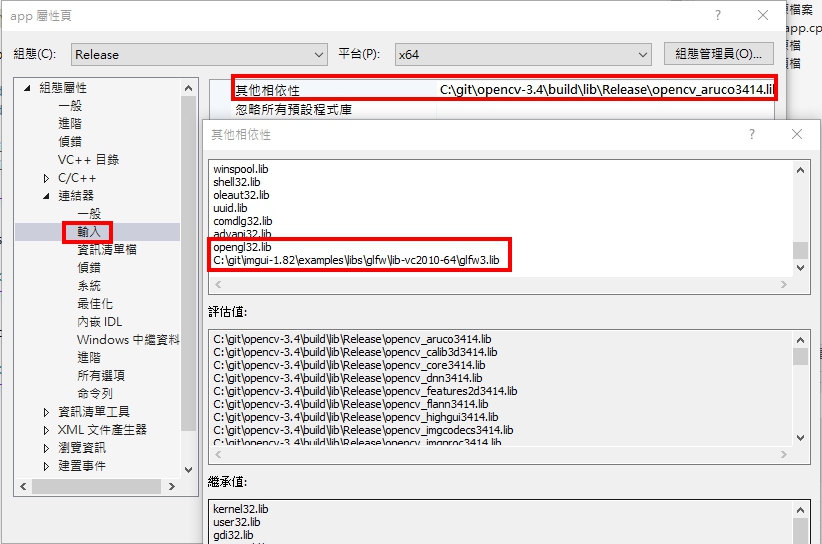 app 屬性頁
? ×
組態(C): Release 平台(P): x64 組態管理員(O)...
組態屬性
一般
進階
偵錯
VC++ 目錄
C/C++
連結器
一般
輸入
資訊清單檔
偵錯
系統
最佳化
內嵌 IDL
Windows 中繼資料
進階
所有選項
命令列
資訊清單工具
XML 文件產生器
瀏覽資訊
建置事件
其他相依性 C:\git\opencv-3.4\build\lib\Release\opencv_aruco3414.lil
忽略所有預設程式庫
其他相依性
? ×
winspool.lib
shell32.lib
oleaut32.lib
uuid.lib
comdlg32.lib
advapi32.lib
opengl32.lib
C:\git\imgui-1.82\examples\libs\glfw\lib-vc2010-64\glfw3.lib
評估值:
C:\git\opencv-3.4\build\lib\Release\opencv_aruco3414.lib
C:\git\opencv-3.4\build\lib\Release\opencv_calib3d3414.lib
C:\git\opencv-3.4\build\lib\Release\opencv_core3414.lib
C:\git\opencv-3.4\build\lib\Release\opencv_dnn3414.lib
C:\git\opencv-3.4\build\lib\Release\opencv_features2d3414.lib
C:\git\opencv-3.4\build\lib\Release\opencv_flann3414.lib
C:\git\opencv-3.4\build\lib\Release\opencv_highgui3414.lib
C:\git\opencv-3.4\build\lib\Release\opencv_imgcodecs3414.lib
C:\git\opencv-3.4\build\lib\Release\opencv_imgproc3414.lib
繼承值:
kernel32.lib
user32.lib
gdi32.lib
檔案
app.cp
檔
檔